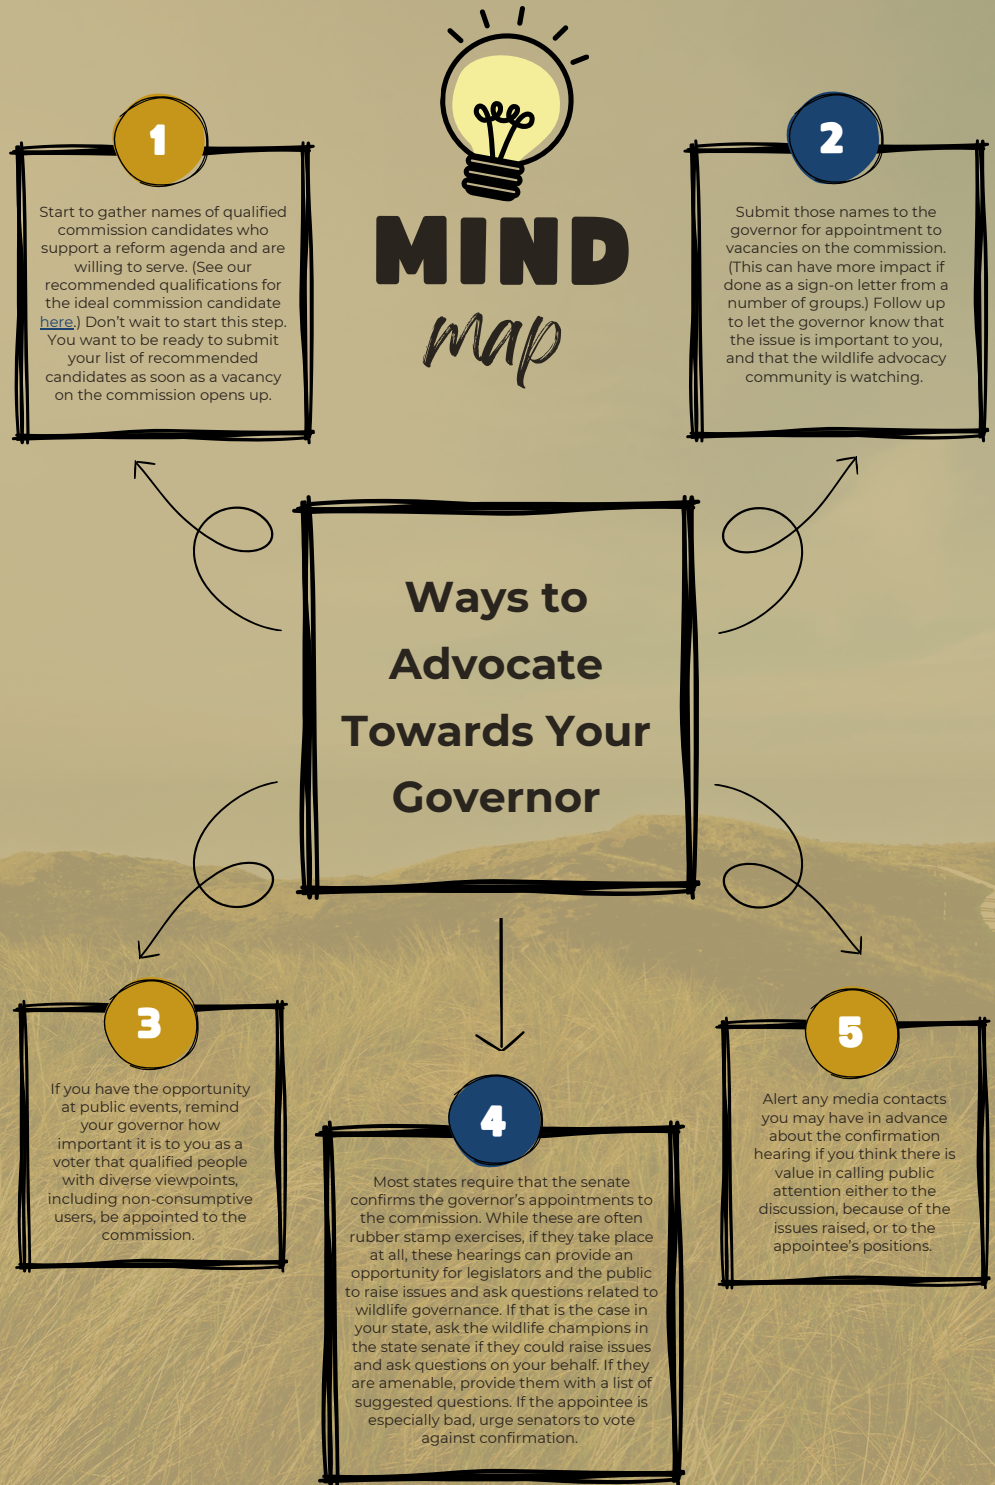 MIND
map
1
Start to gather names of qualified
commission candidates who
support a reform agenda and are
willing to serve. (See our
recommended qualifications for
the ideal commission candidate
here.) Don’t wait to start this step.
You want to be ready to submit
your list of recommended
candidates as soon as a vacancy
on the commission opens up.
2
Submit those names to the
governor for appointment to
vacancies on the commission.
(This can have more impact if
done as a sign-on letter from a
number of groups.) Follow up
to let the governor know that
the issue is important to you,
and that the wildlife advocacy
community is watching.
Ways to
Advocate
Towards Your
Governor
3
If you have the opportunity
at public events, remind
your governor how
important it is to you as a
voter that qualified people
with diverse viewpoints,
including non-consumptive
users, be appointed to the
commission.
4
Most states require that the senate
confirms the governor’s appointments to
the commission. While these are often
rubber stamp exercises, if they take place
at all, these hearings can provide an
opportunity for legislators and the public
to raise issues and ask questions related to
wildlife governance. If that is the case in
your state, ask the wildlife champions in
the state senate if they could raise issues
and ask questions on your behalf. If they
are amenable, provide them with a list of
suggested questions. If the appointee is
especially bad, urge senators to vote
against confirmation.
5
Alert any media contacts
you may have in advance
about the confirmation
hearing if you think there is
value in calling public
attention either to the
discussion, because of the
issues raised, or to the
appointee’s positions.